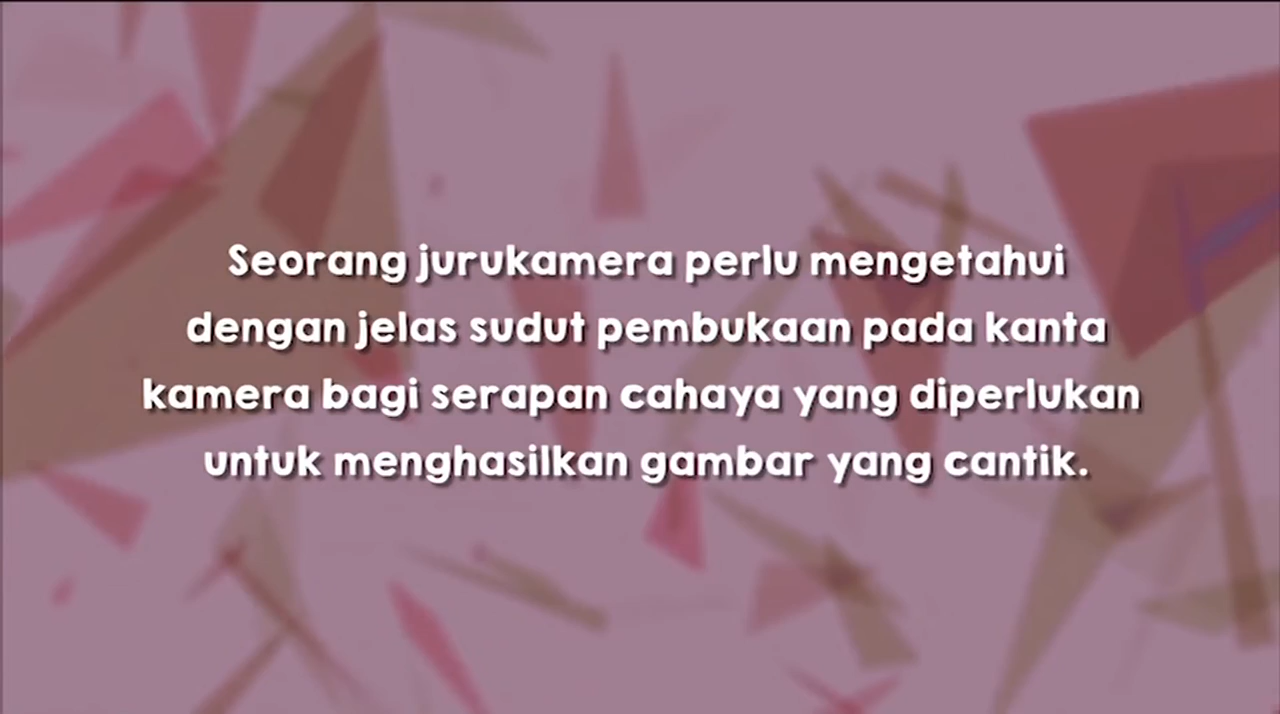 Seorang jurukamera perlu mengetahui
dengan jelas sudut pembukaan pada kanta
kamera bagi serapan cahaya yang diperlukan
untuk menghasilkan gambar yang cantik.